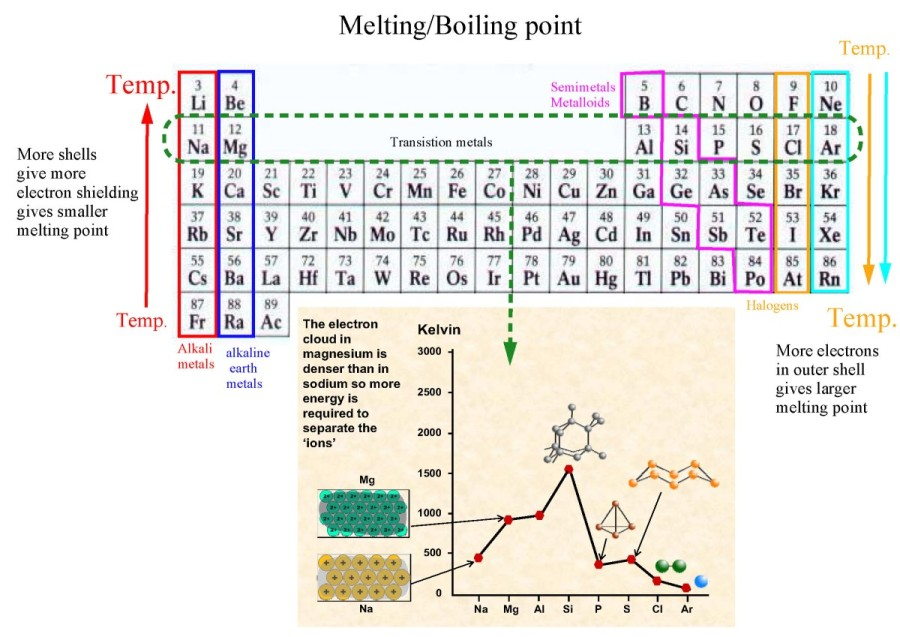 Melting/Boiling point
Temp.
Temp.
3 4 5 6 7 8 9 10
Li Be B C N O F Ne
Semimetals
Metalloids
11 12 13 14 15 16 17 18
Na Mg Al Si P S Cl Ar
Transistion metals
More shells
give more
electron shielding
gives smaller
melting point
19 20 21 22 23 24 25 26 27 28 29 30 31 32 33 34 35 36
K Ca Sc Ti V Cr Mn Fe Co Ni Cu Zn Ga Ge As Se Br Kr
37 38 39 40 41 42 43 44 45 46 47 48 49 50 51 52 53 54
Rb Sr Y Zr Nb Mo Tc Ru Rh Pd Ag Cd In Sn Sb Te I Xe
55 56 57 72 73 74 75 76 77 78 79 80 81 82 83 84 85 86
Cs Ba La Hf Ta W Re Os Ir Pt Au Hg Tl Pb Bi Po At Rn
87 88 89
Fr Ra Ac
Temp.
Halogens
Temp.
Alkali
metals
alkaline
earth
metals
More electrons
in outer shell
gives larger
melting point
The electron
cloud in
magnesium is
denser than in
sodium so more
energy is
required to
separate the
‘ions’
Kelvin
3000
2500
2000
1500
1000
500
0
Mg
Na
Na Mg Al Si P S Cl Ar